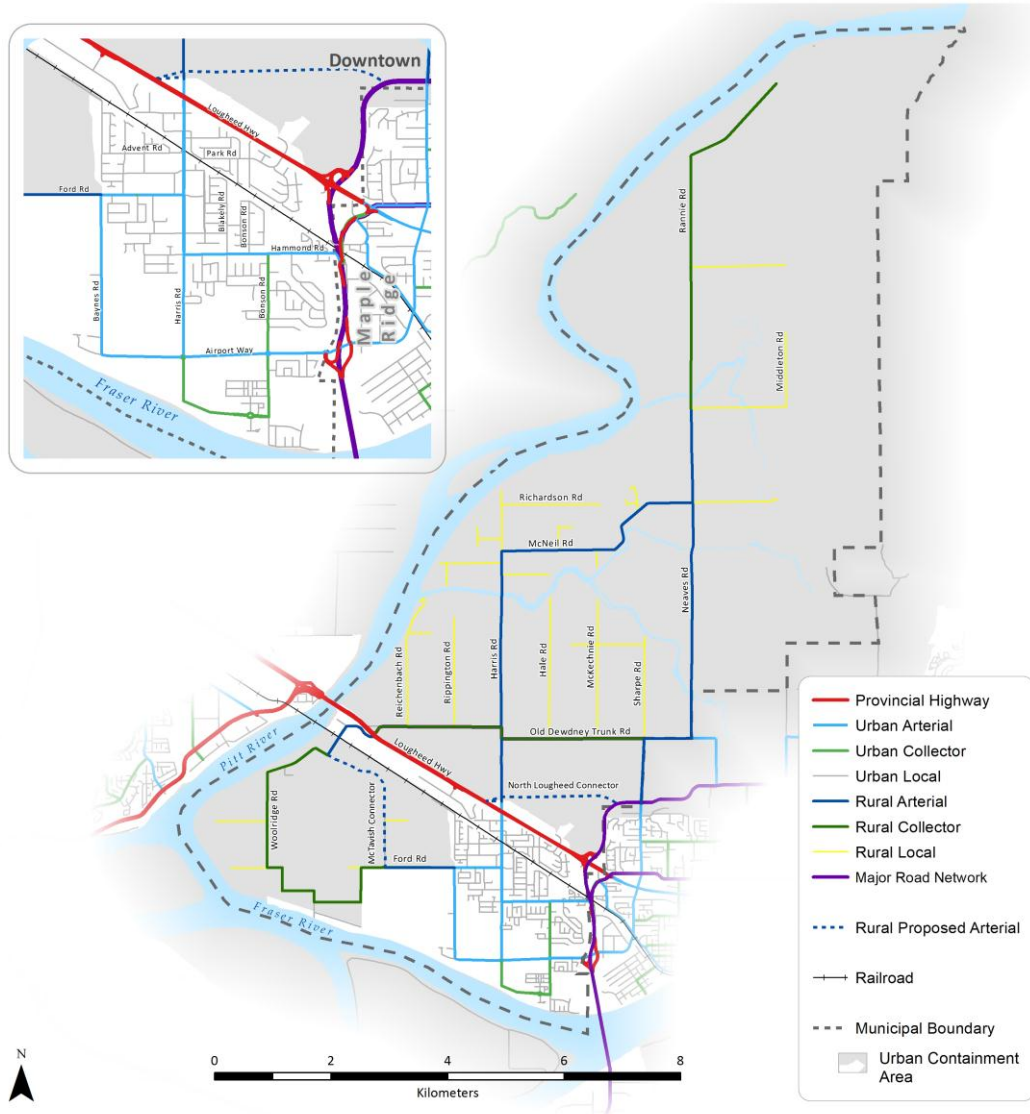 Downtown
Lougheed Hwy
Advent Rd
Park Rd
Ford Rd
Blakely Rd
Bonson Rd
Hammond Rd
Baynes Rd
Harris Rd
Bonson Rd
Maple
Ridge
Airport Way
Fraser River
Rannie Rd
Middleton Rd
Richardson Rd
McNeil Rd
Neaves Rd
Reichenbach Rd
Rippington Rd
Harris Rd
Hale Rd
McKechnie Rd
Sharpe Rd
Old Dewdney Trunk Rd
Lougheed Hwy
Pitt River
North Lougheed Connector
Woolridge Rd
McTavish Connector
Ford Rd
Fraser River
Provincial Highway
Urban Arterial
Urban Collector
Urban Local
Rural Arterial
Rural Collector
Rural Local
Major Road Network
Rural Proposed Arterial
Railroad
Municipal Boundary
Urban Containment
Area
N
0 2 4 6 8
Kilometers